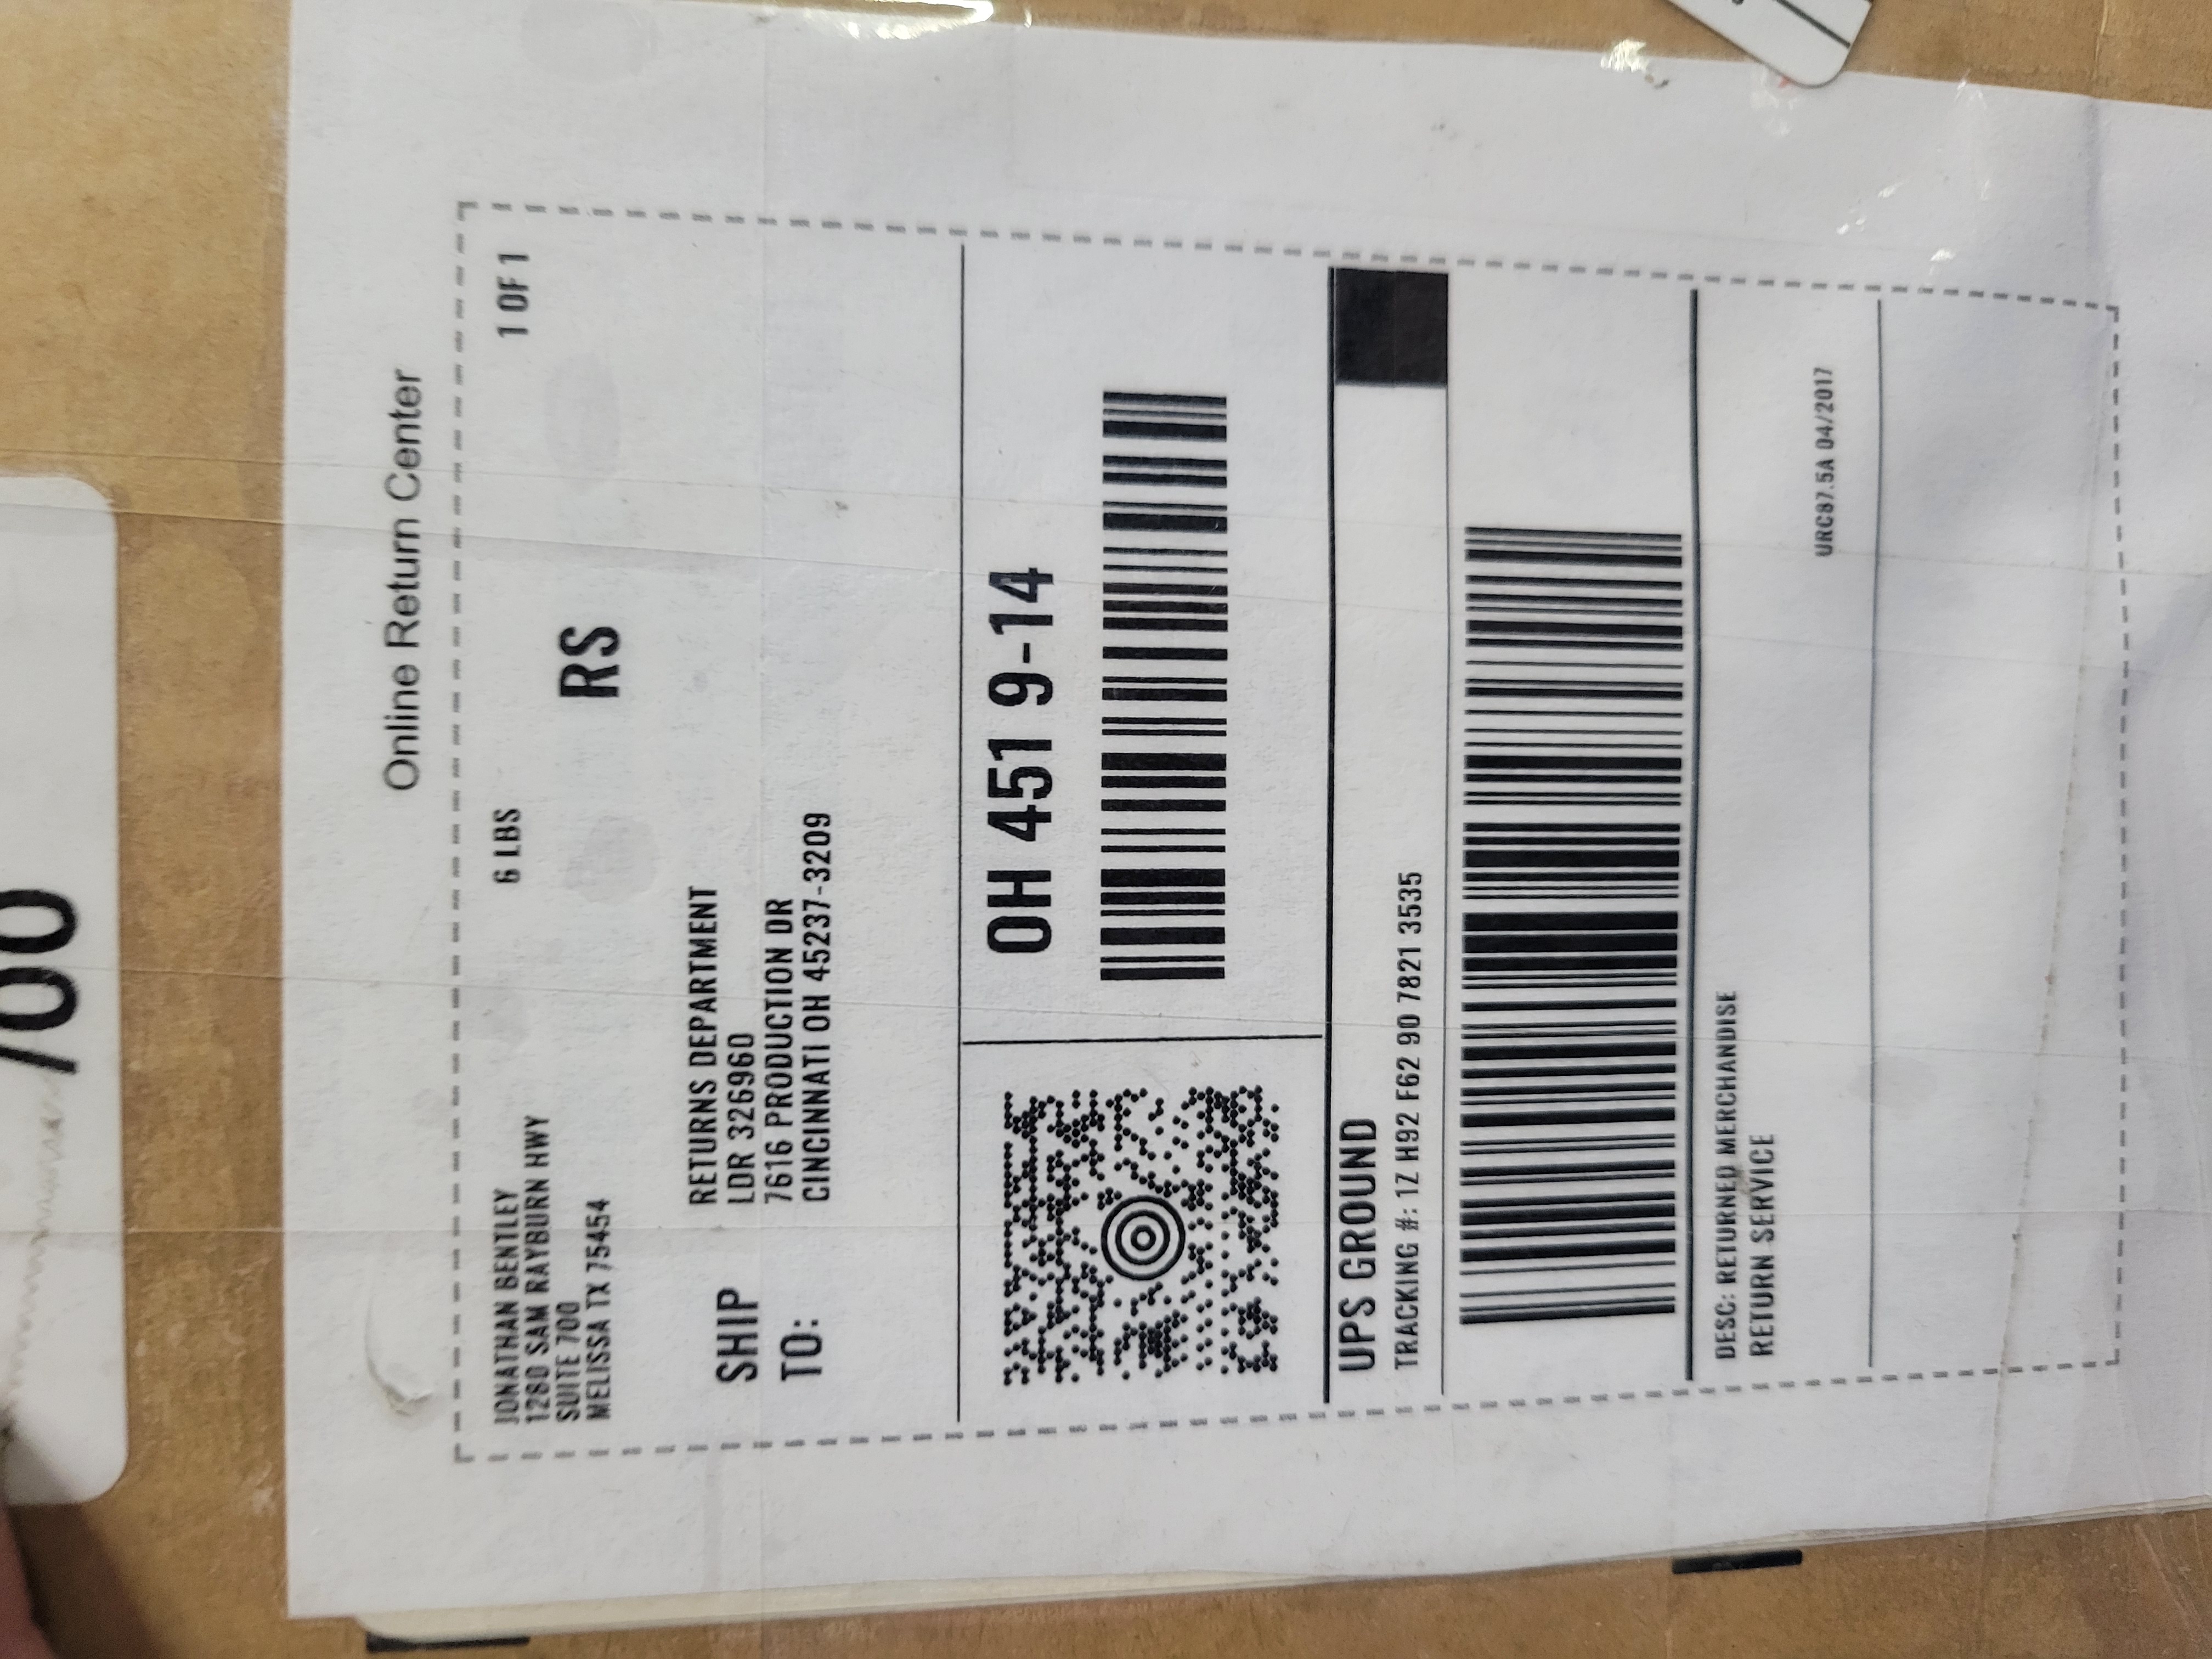 Online Return Center
JONATHAN BENTLEY
1280 SAM RAYBURN HWY
SUITE 700
MELISSA TX 75454
6 LBS
1 OF 1
RS
SHIP
TO:
RETURNS DEPARTMENT
LDR 326960
7616 PRODUCTION DR
CINCINNATI OH 45237-3209
OH 451 9-14
UPS GROUND
TRACKING #: 1Z H92 F62 90 7821 3535
DESC: RETURNED MERCHANDISE
RETURN SERVICE
URC87.5A 04/2017